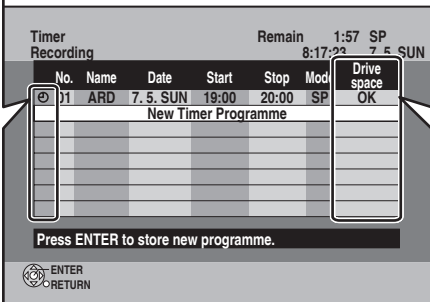 Timer Remain 1:57 SP
Recording 8:17:23 7. 5. SUN
No. Name Date Start Stop Mode Drive space
01 ARD 7. 5. SUN 19:00 20:00 SP OK
New Timer Programme
Press ENTER to store new programme.
ENTER
RETURN